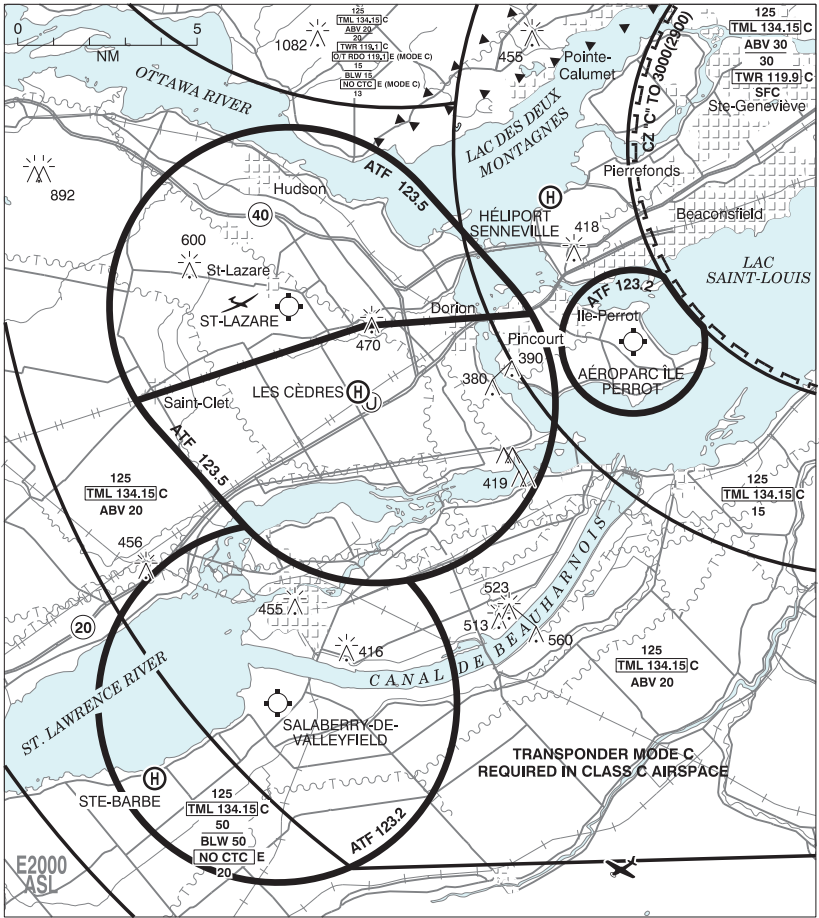 0
5
NM
1082
125
TML 134.15 C
ABV 20
20
TWR 119.1 C
O/T RDO 119.1 E (MODE C)
15
BLW 15
NO CTC E (MODE C)
13
455
Pointe-
Calumet
CZ "C" TO 3000(2900)
125
TML 134.15 C
ABV 30
30
TWR 119.9 C
SFC
Ste-Geneviève
OTTAWA RIVER
LAC DES DEUX
MONTAGNES
892
Hudson
ATF 123.5
40
Pierrefonds
HÉLIPORT
SENNEVILLE
H
Beaconsfield
418
600
St-Lazare
ST-LAZARE
LAC
SAINT-LOUIS
ATF 123.2
Ile-Perrot
AÉROPARC ÎLE
PERROT
Dorion
470
Pincourt
390
380
LES CÈDRES
H
U
Saint-Clet
ATF 123.5
419
125
TML 134.15 C
ABV 20
125
TML 134.15 C
15
456
20
455
416
523
513
560
CANAL DE BEAUHARNOIS
ST. LAWRENCE RIVER
125
TML 134.15 C
ABV 20
SALABERRY-DE-
VALLEYFIELD
TRANSPONDER MODE C
REQUIRED IN CLASS C AIRSPACE
H
STE-BARBE
125
TML 134.15 C
50
BLW 50
NO CTC E
20
ATF 123.2
E2000
ASL